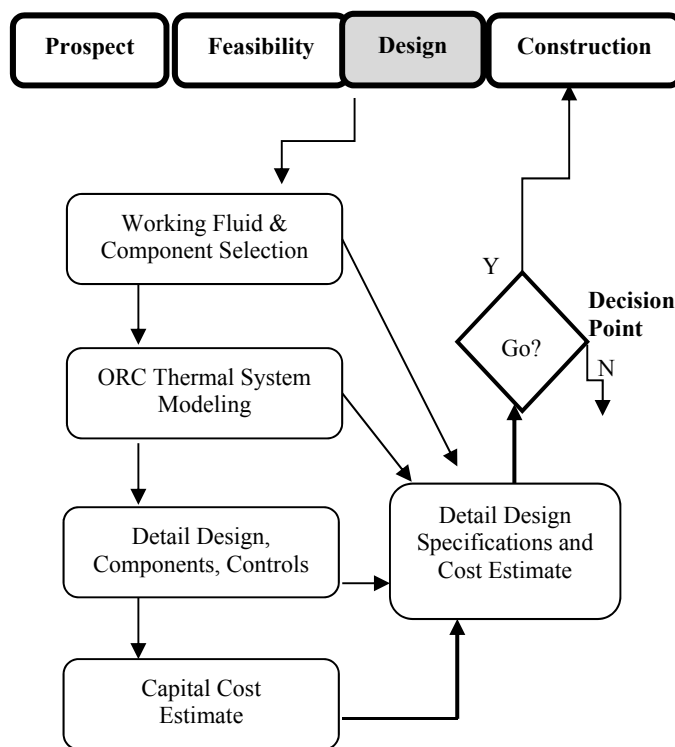 Prospect
Feasibility
Design
Construction
Working Fluid &
Component Selection
ORC Thermal System
Modeling
Detail Design,
Components, Controls
Capital Cost
Estimate
Detail Design
Specifications and
Cost Estimate
Go?
Y
Decision
Point
N